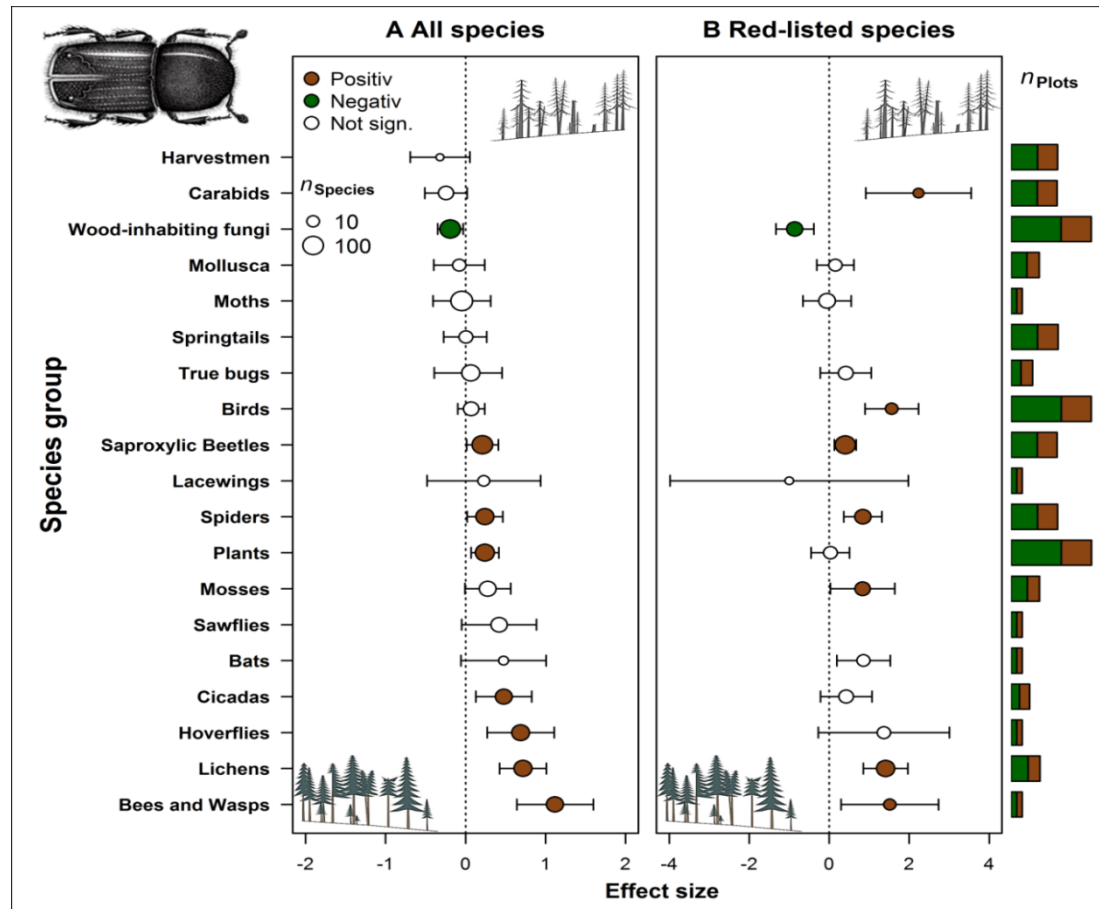 A All species
B Red-listed species
Positiv
Negativ
Not sign.
nPlots
nSpecies
10
100
Species group
Harvestmen
Carabids
Wood-inhabiting fungi
Mollusca
Moths
Springtails
True bugs
Birds
Saproxylic Beetles
Lacewings
Spiders
Plants
Mosses
Sawflies
Bats
Cicadas
Hoverflies
Lichens
Bees and Wasps
-2 -1 0 1 2
-4 -2 0 2 4
Effect size